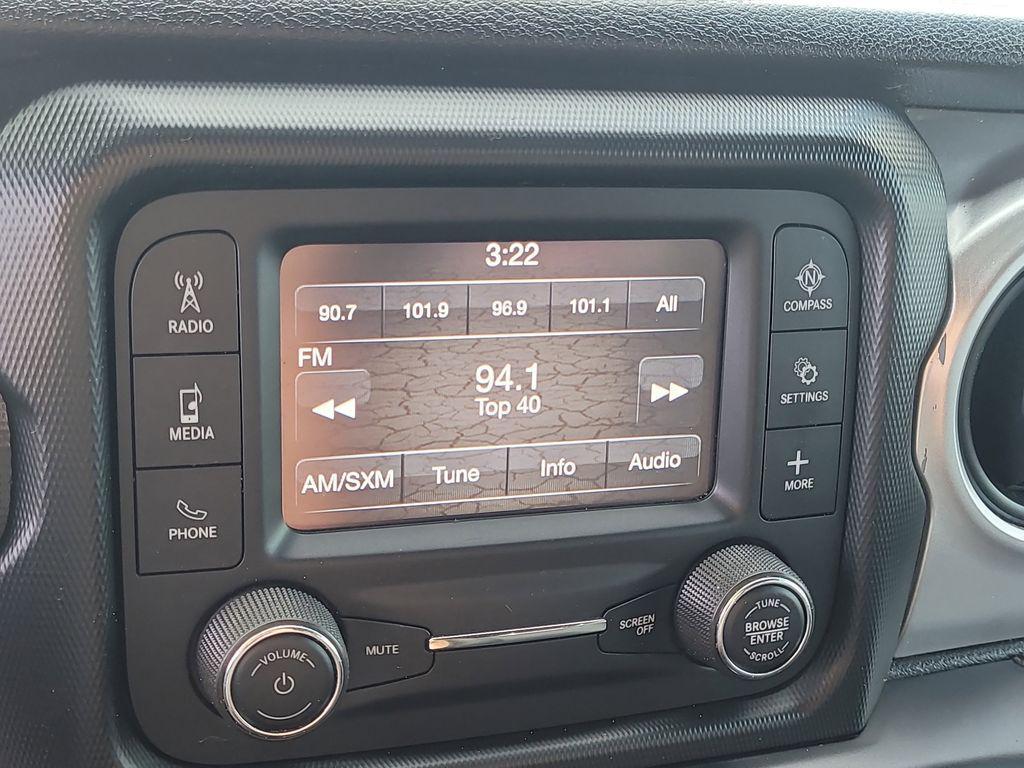 3:22
90.7 101.9 96.9 101.1 All
FM
94.1
Top 40
AM/SXM Tune Info Audio
RADIO
MEDIA
PHONE
N
COMPASS
SETTINGS
MORE
VOLUME
MUTE
SCREEN
OFF
TUNE
BROWSE
ENTER
SCROLL